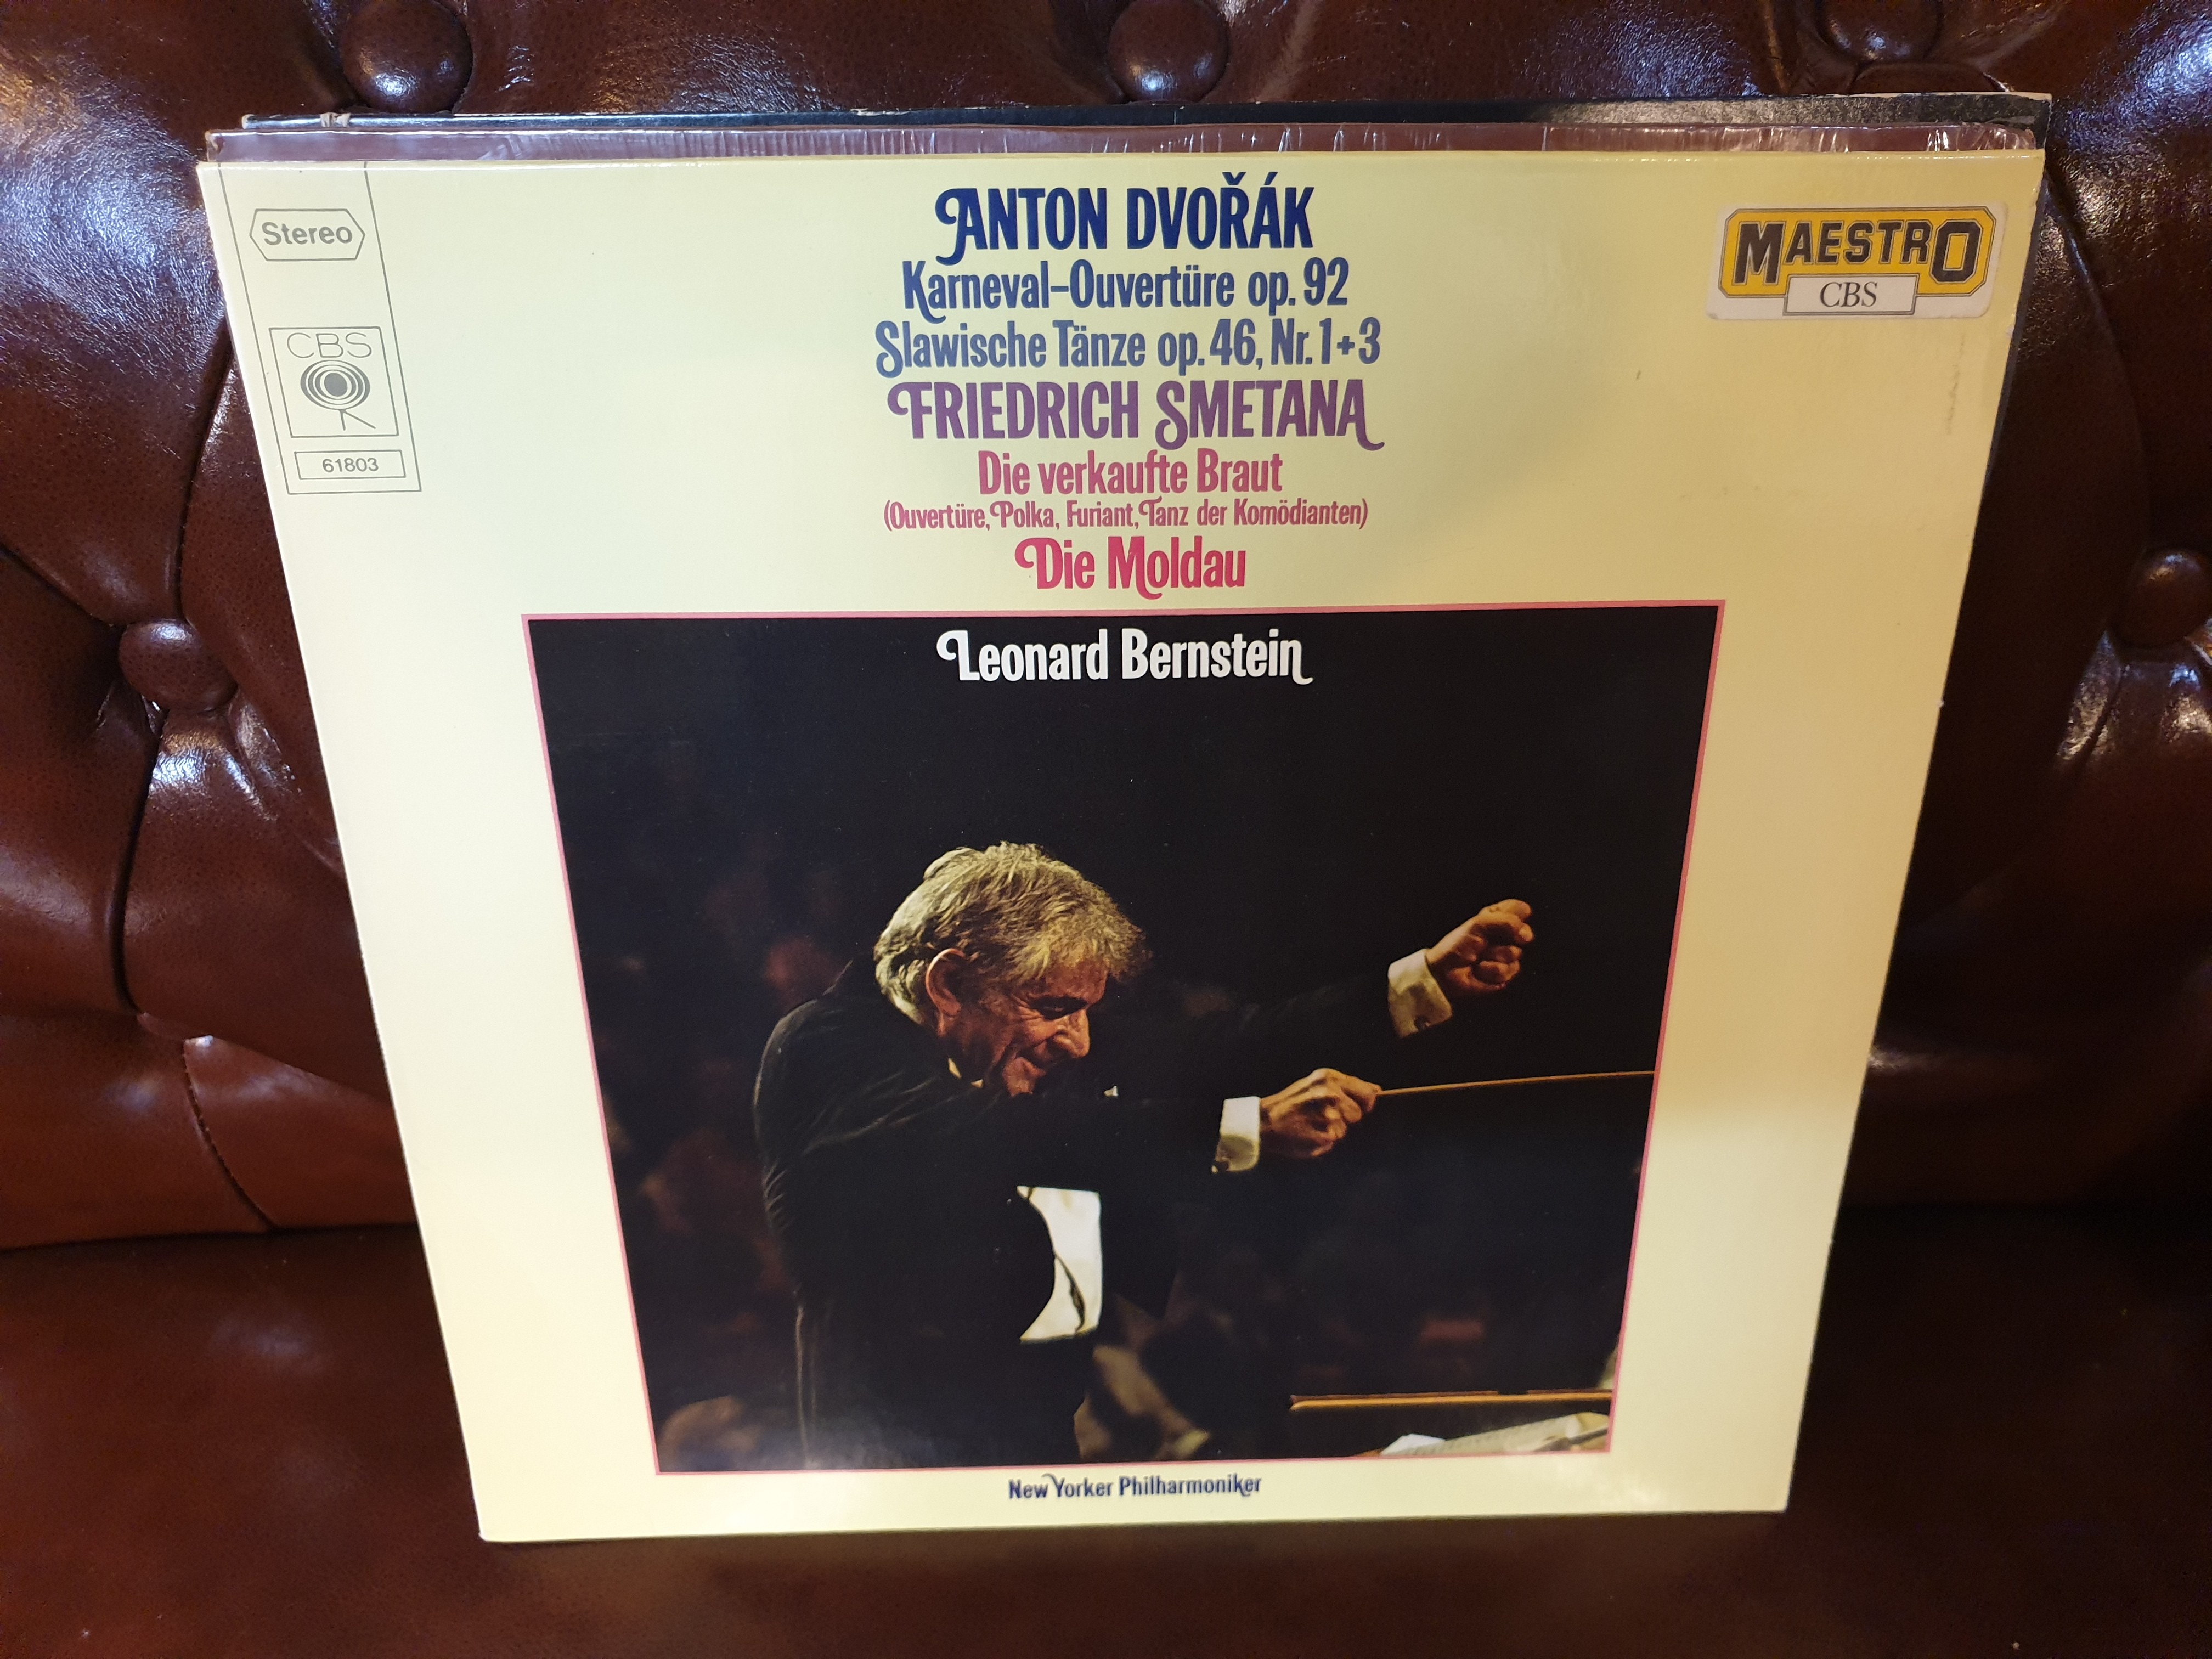 Stereo
CBS
61803
ANTON DVOŘÁK
Karneval-Ouvertüre op. 92
Slawische Tänze op. 46, Nr. 1+3
FRIEDRICH SMETANA
Die verkaufte Braut
(Ouvertüre, Polka, Furiant, Tanz der Komödianten)
Die Moldau
MAESTRO
CBS
Leonard Bernstein
New Yorker Philharmoniker